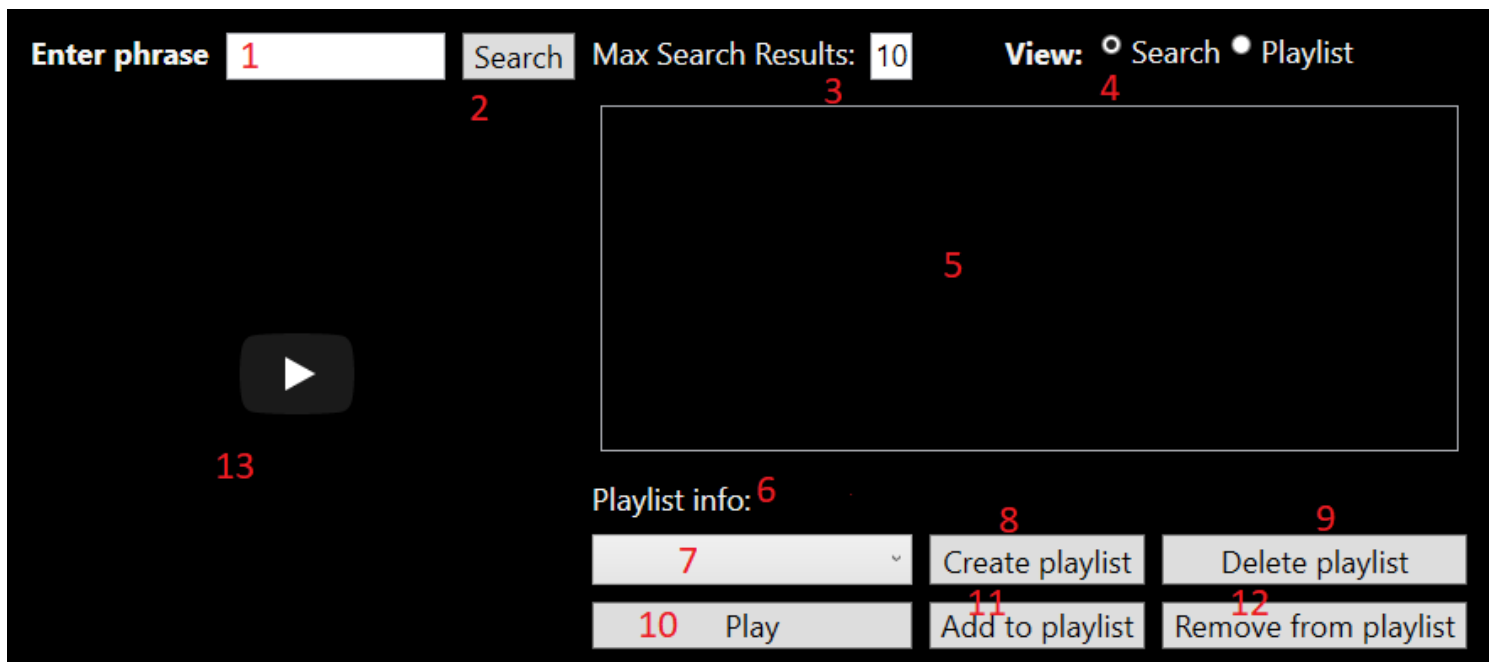 Enter phrase 1 Search Max Search Results: 10 View: Search Playlist
2 3 4
5
13
Playlist info: 6
8 9
7 Create playlist Delete playlist
11 12
10 Play Add to playlist Remove from playlist